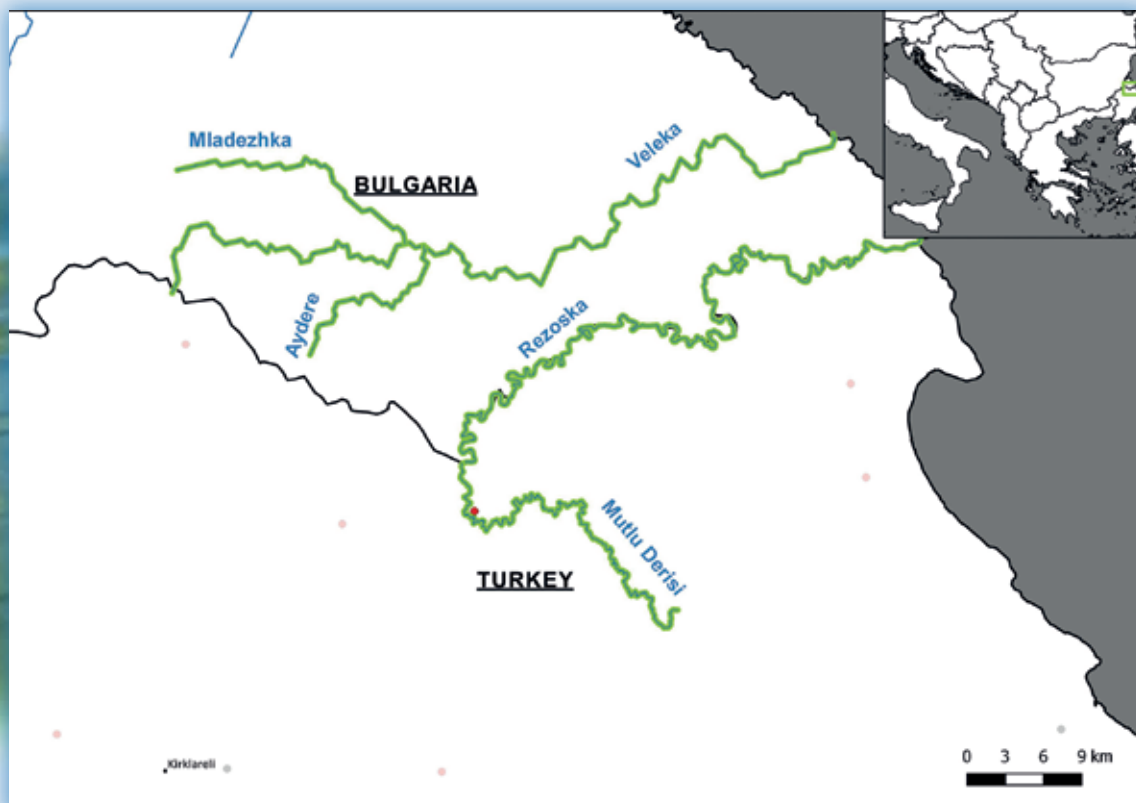 Mladezhka
BULGARIA
Veleka
Aydere
Rezoska
Mutlu Derisi
TURKEY
Kirklareli
0 3 6 9 km